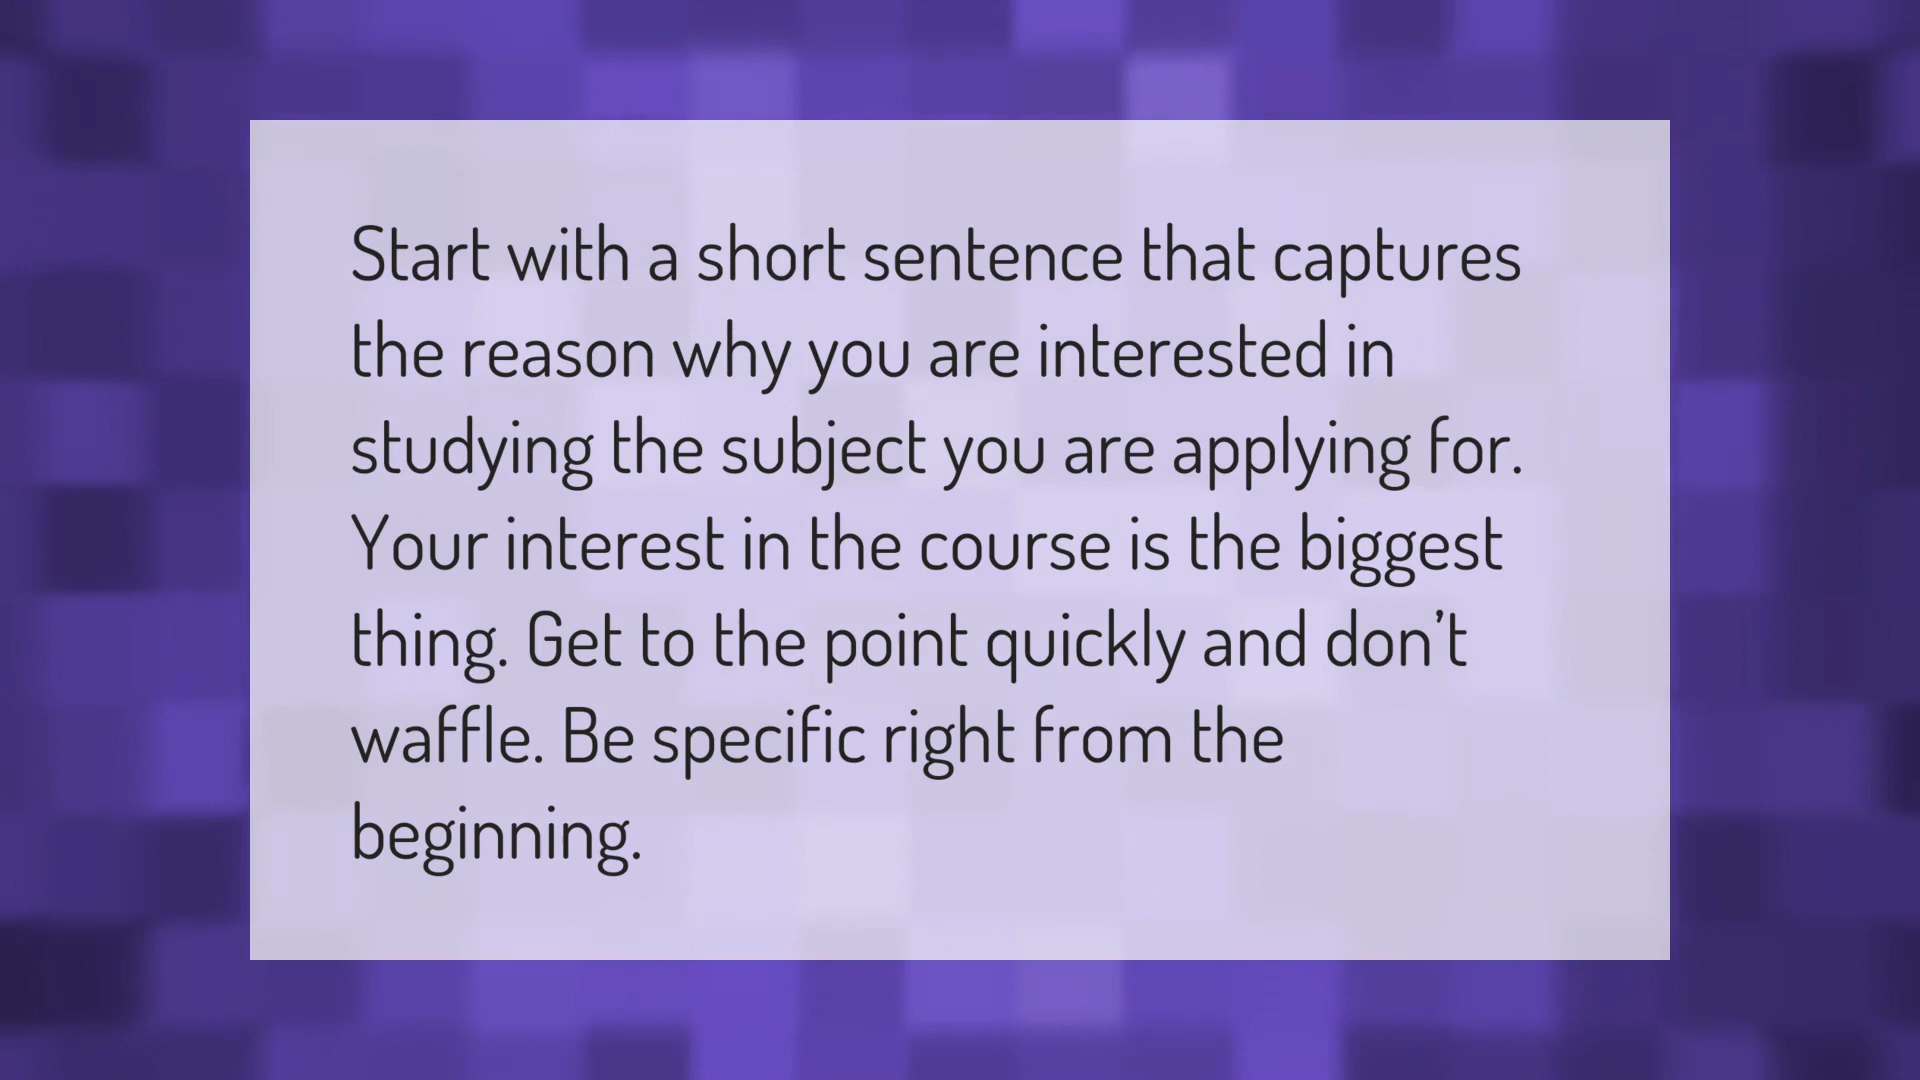 Start with a short sentence that captures
the reason why you are interested in
studying the subject you are applying for.
Your interest in the course is the biggest
thing. Get to the point quickly and don’t
waffle. Be specific right from the
beginning.